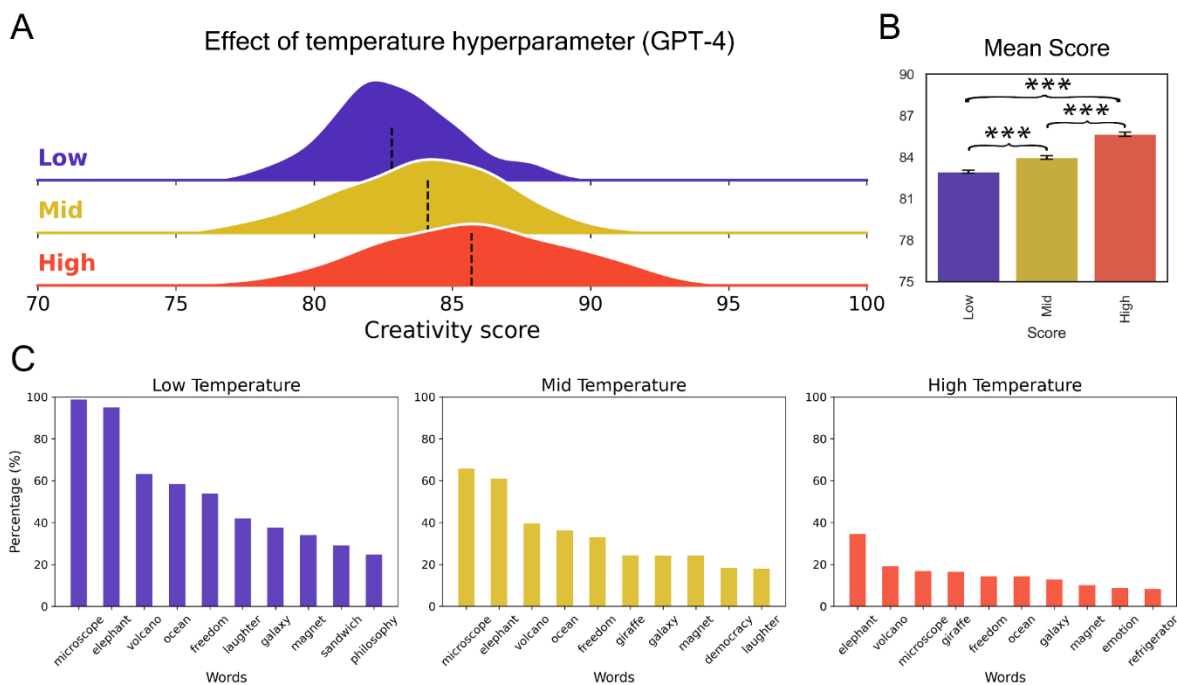 A
Effect of temperature hyperparameter (GPT-4)
Low
Mid
High
70 75 80 85 90 95 100
Creativity score
B
Mean Score
90
87
84
81
78
75
***
***
***
Low Mid High
Score
C
Low Temperature
Percentage (%)
100
80
60
40
20
0
microscope elephant volcano ocean freedom laughter galaxy magnet sandwich philosophy
Words
Mid Temperature
100
80
60
40
20
0
microscope elephant volcano ocean freedom giraffe galaxy magnet democracy laughter
Words
High Temperature
100
80
60
40
20
0
elephant volcano microscope giraffe freedom ocean galaxy magnet emotion refrigerator
Words